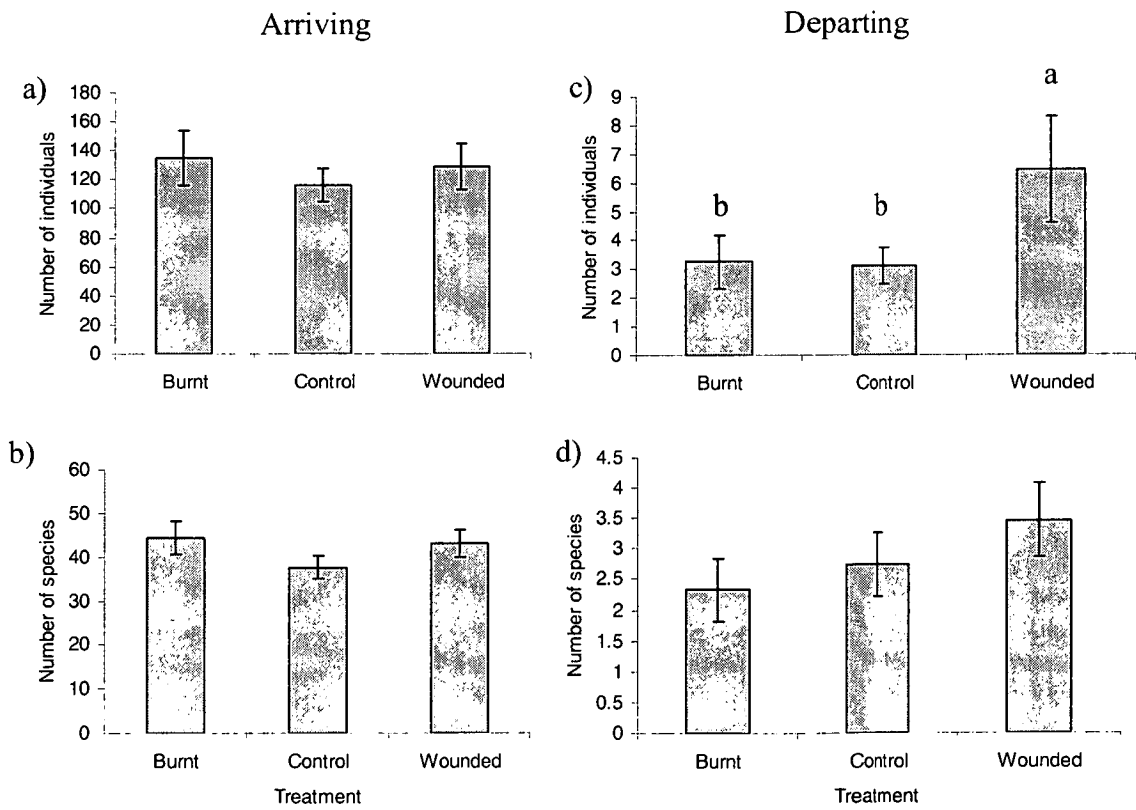 Arriving
Departing
a)
Number of individuals
180
160
140
120
100
80
60
40
20
0
Burnt Control Wounded
c)
Number of individuals
9
8
7
6
5
4
3
2
1
0
b
b
a
Burnt Control Wounded
b)
Number of species
60
50
40
30
20
10
0
Burnt Control Wounded
Treatment
d)
Number of species
4.5
4
3.5
3
2.5
2
1.5
1
0.5
0
Burnt Control Wounded
Treatment